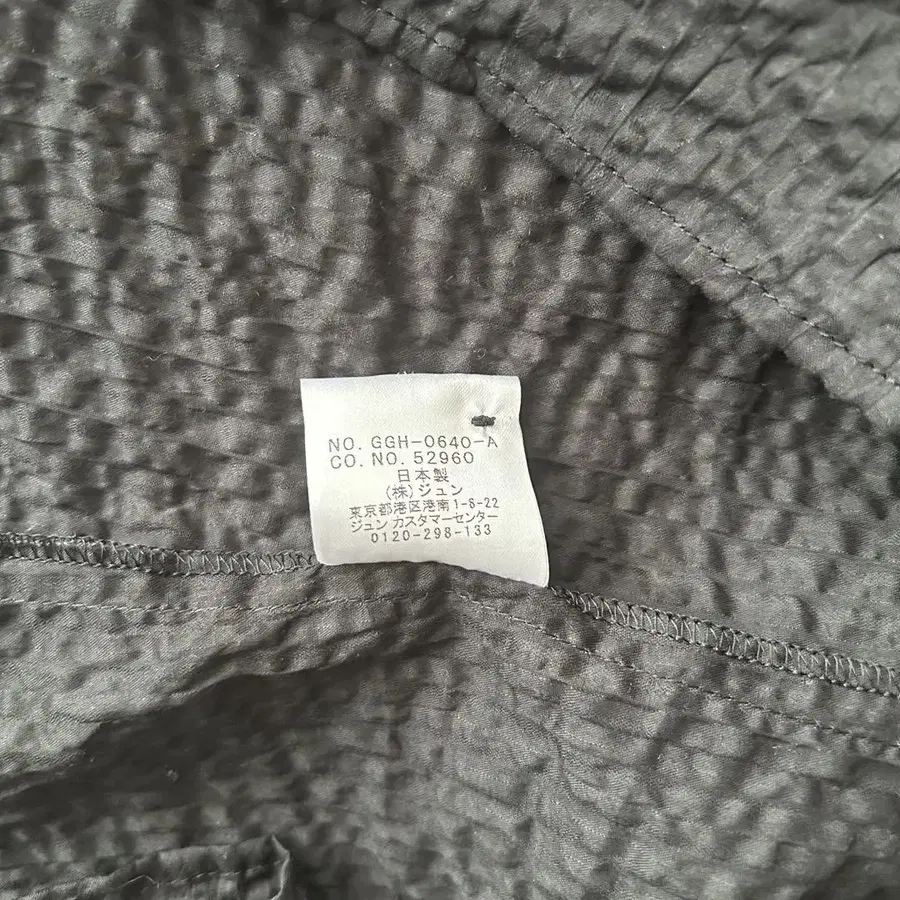 NO. GGH-0640-A
CO. NO. 52960
日本製
(株)ジュン
東京都港区港南1-8-22
ジュン カスタマーセンター
0120-298-133